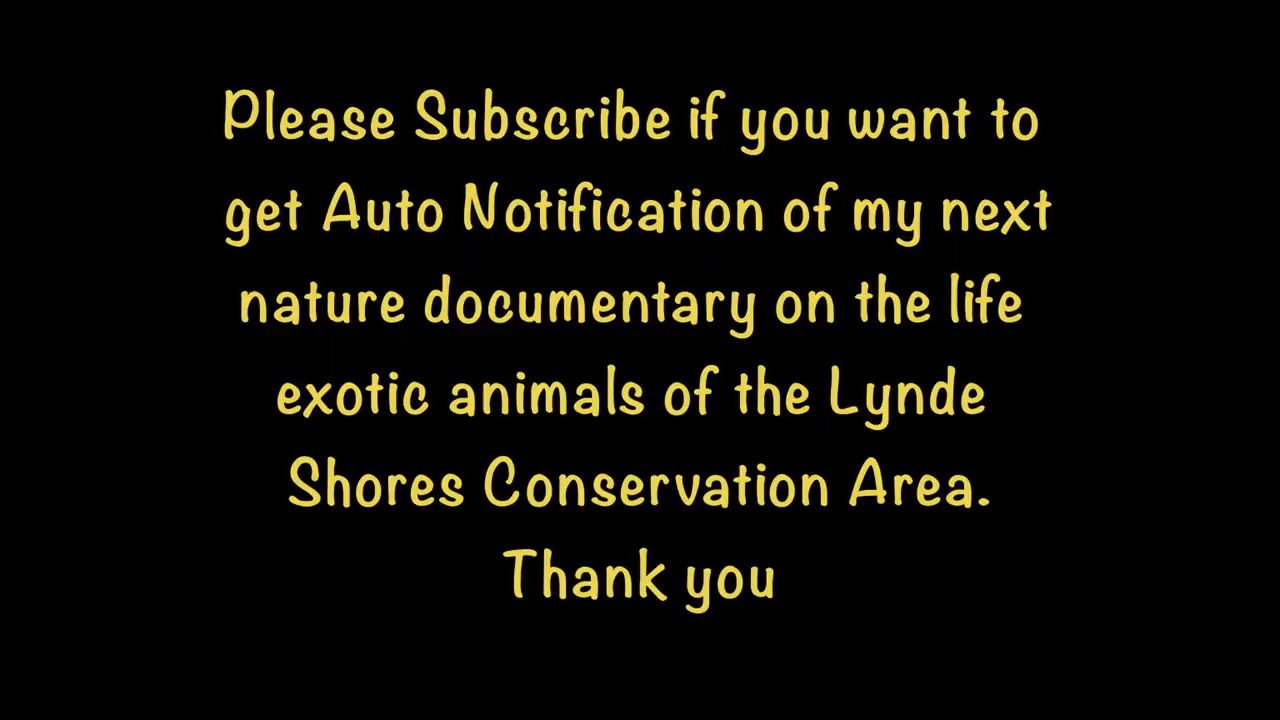 Please Subscribe if you want to
get Auto Notification of my next
nature documentary on the life
exotic animals of the Lynde
Shores Conservation Area.
Thank you